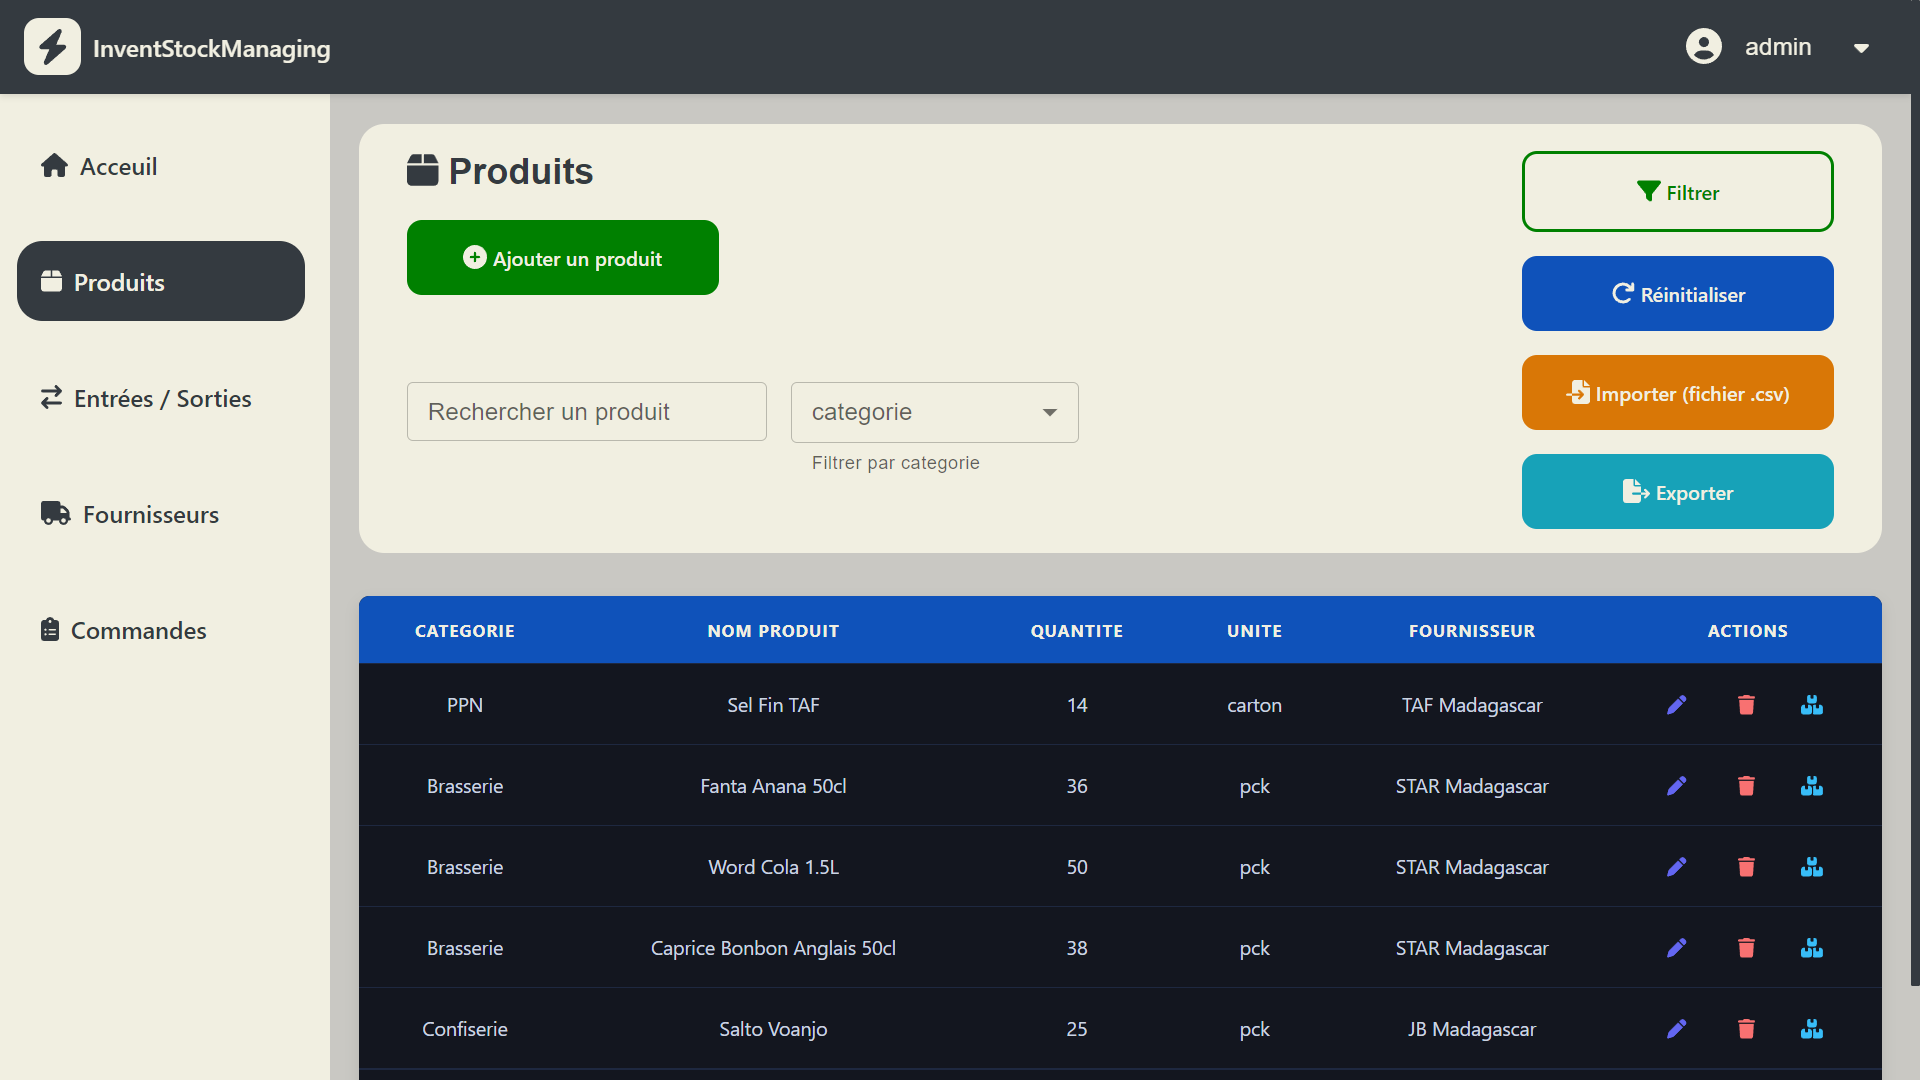 InventStockManaging
admin
Acceuil
Produits
Entrées / Sorties
Fournisseurs
Commandes
Produits
Ajouter un produit
Rechercher un produit
categorie
Filtrer par categorie
Filtrer
Réinitialiser
Importer (fichier .csv)
Exporter
CATEGORIE NOM PRODUIT QUANTITE UNITE FOURNISSEUR ACTIONS
PPN Sel Fin TAF 14 carton TAF Madagascar
Brasserie Fanta Anana 50cl 36 pck STAR Madagascar
Brasserie Word Cola 1.5L 50 pck STAR Madagascar
Brasserie Caprice Bonbon Anglais 50cl 38 pck STAR Madagascar
Confiserie Salto Voanjo 25 pck JB Madagascar